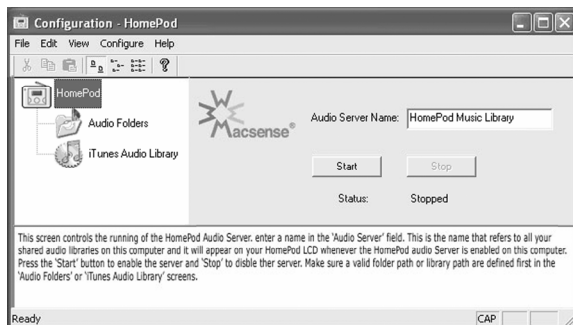 Configuration - HomePod
File Edit View Configure Help
HomePod
Audio Folders
iTunes Audio Library
Macsense®
Audio Server Name: HomePod Music Library
Start Stop
Status: Stopped
This screen controls the running of the HomePod Audio Server. enter a name in the 'Audio Server' field. This is the name that refers to all your
shared audio libraries on this computer and it will appear on your HomePod LCD whenever the HomePod audio Server is enabled on this computer.
Press the 'Start' button to enable the server and 'Stop' to disble ther server. Make sure a valid folder path or library path are defined first in the
'Audio Folders' or 'iTunes Audio Library' screens.
Ready CAP